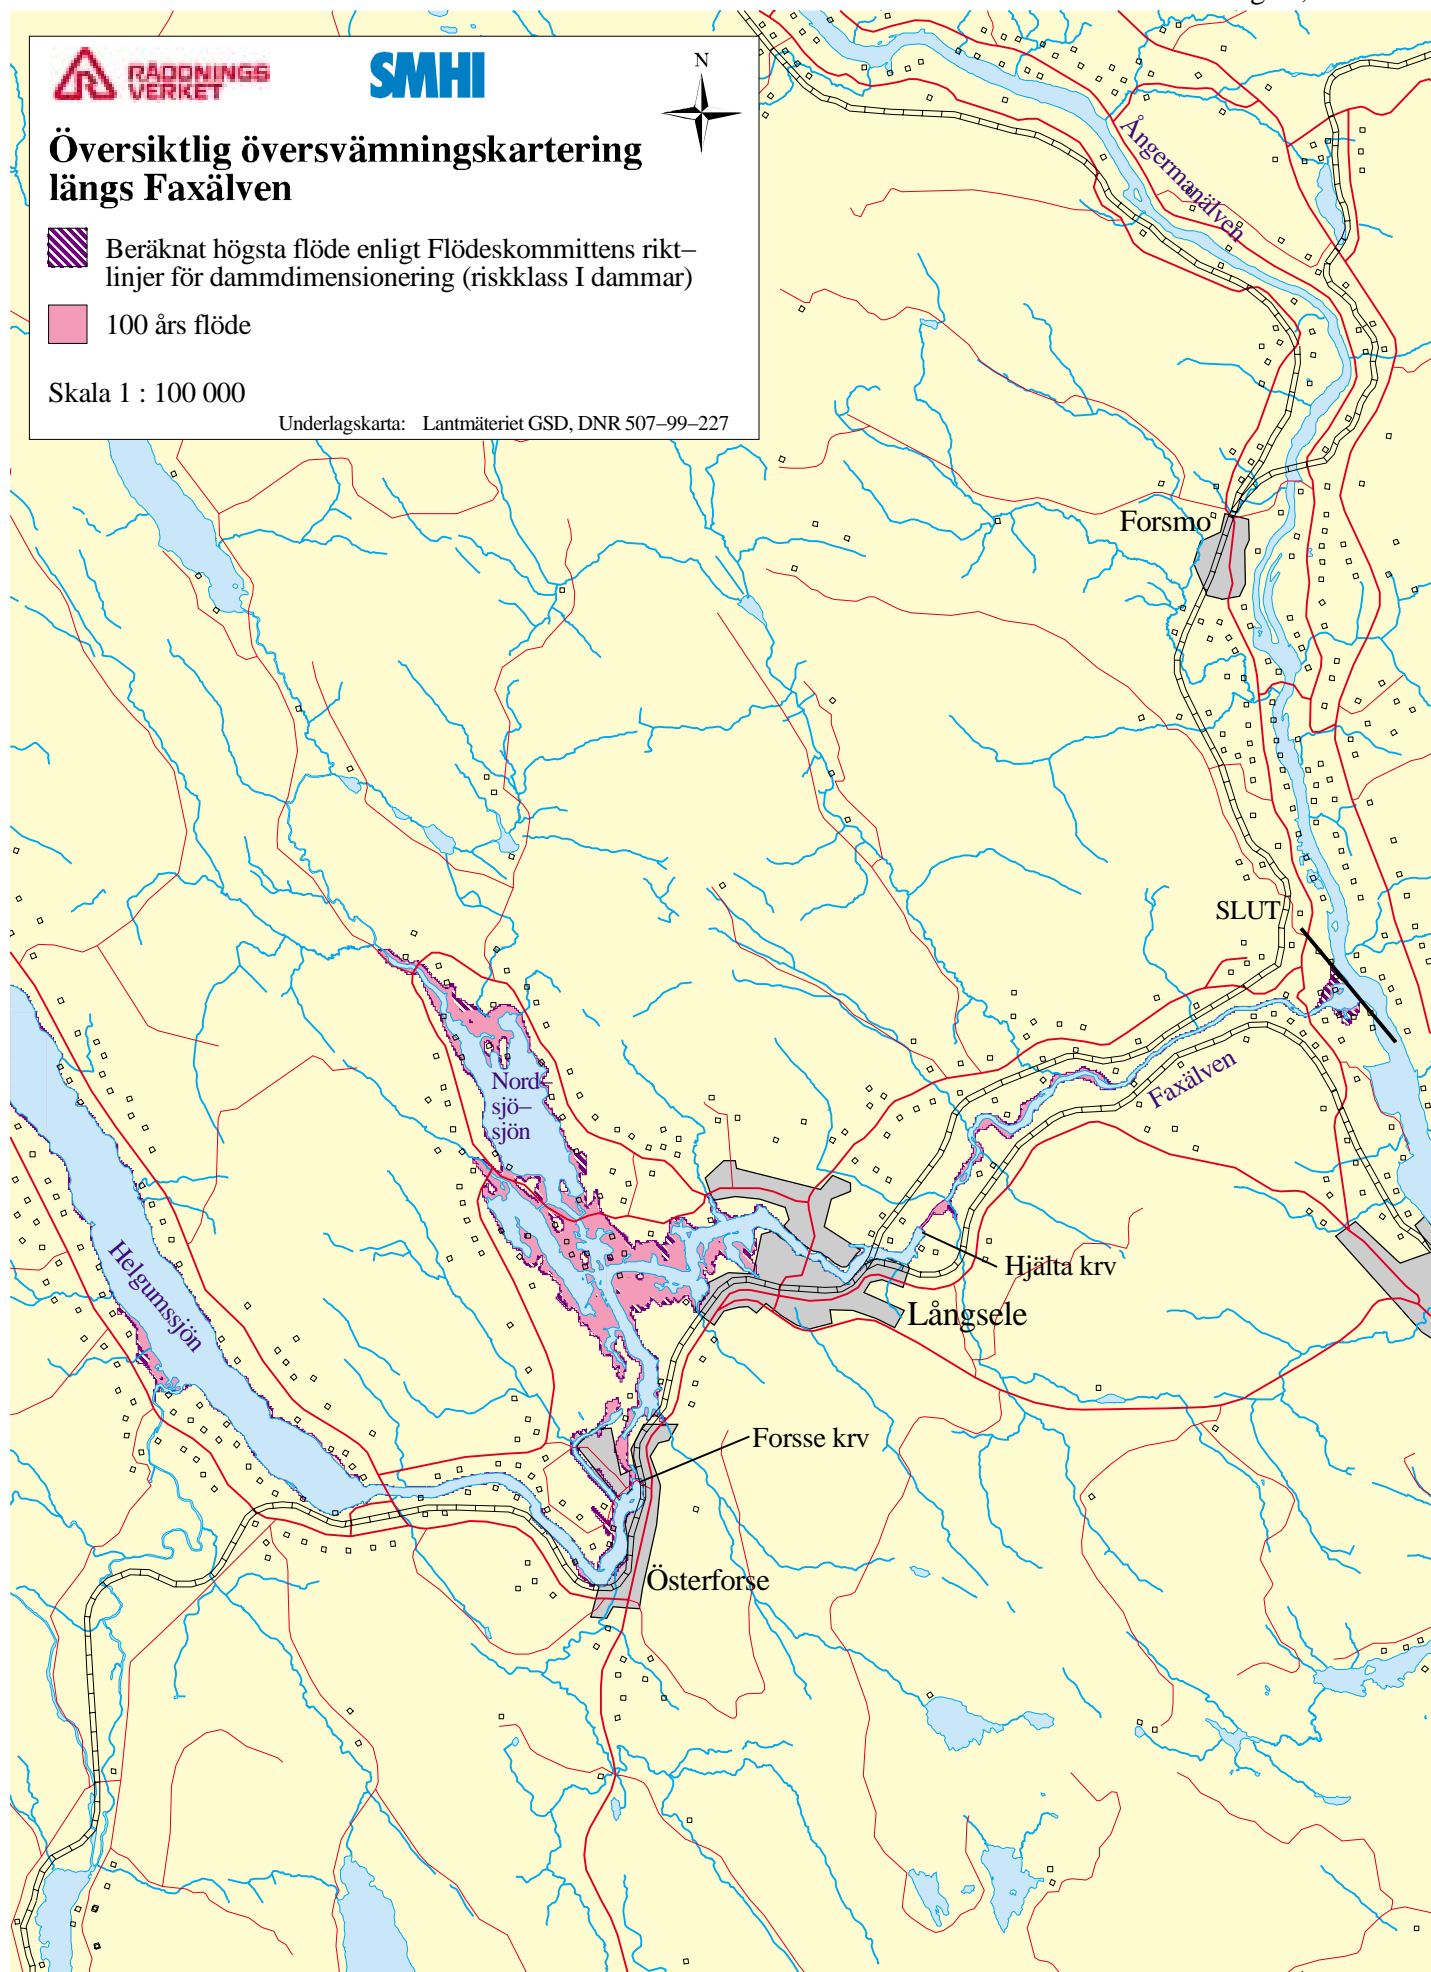 RÄDDNINGS
VERKET
SMHI
N
Översiktlig översvämningskartering
längs Faxälven
Beräknat högsta flöde enligt Flödeskommittens rikt–
linjer för dammdimensionering (riskklass I dammar)
100 års flöde
Skala 1 : 100 000
Underlagskarta: Lantmäteriet GSD, DNR 507–99–227
Ångermanälven
Forsmo
SLUT
Nord–
sjö–
sjön
Faxälven
Helgumssjön
Hjälta krv
Långsele
Forsse krv
Österforse